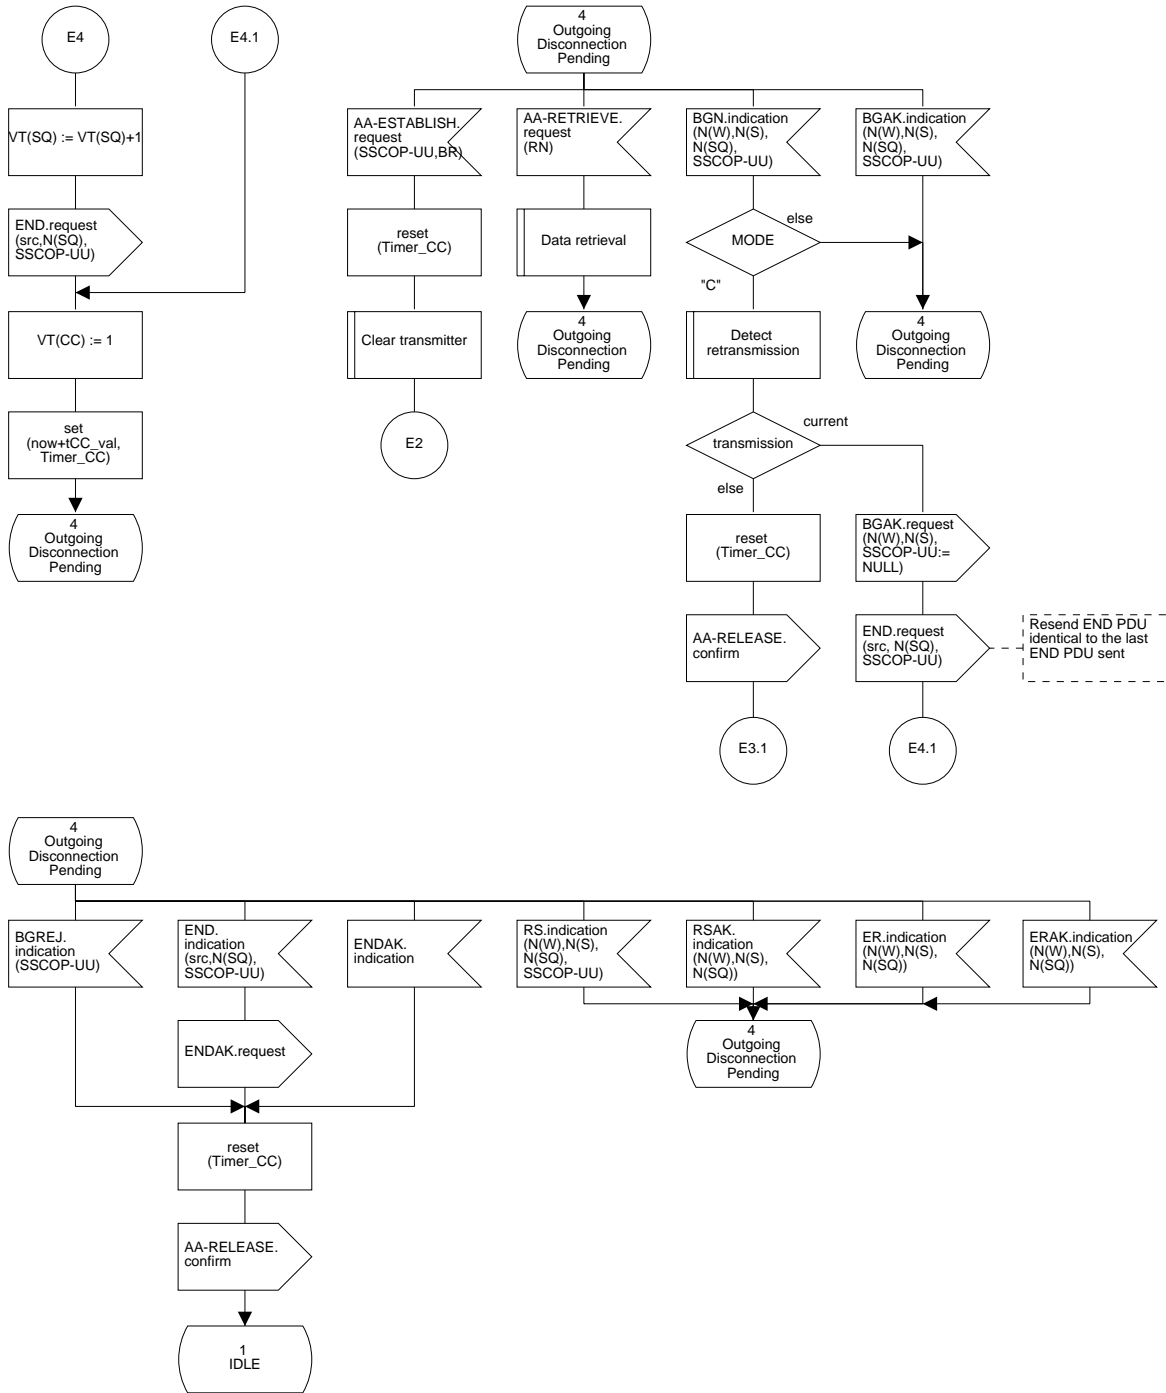 E4
E4.1
VT(SQ) := VT(SQ)+1
END.request
(src,N(SQ),
SSCOP-UU)
VT(CC) := 1
set
(now+tCC_val,
Timer_CC)
4
Outgoing
Disconnection
Pending
4
Outgoing
Disconnection
Pending
AA-ESTABLISH.
request
(SSCOP-UU,BR)
reset
(Timer_CC)
Clear transmitter
E2
AA-RETRIEVE.
request
(RN)
Data retrieval
4
Outgoing
Disconnection
Pending
BGN.indication
(N(W),N(S),
N(SQ),
SSCOP-UU)
else
MODE
"C"
Detect
retransmission
current
transmission
else
reset
(Timer_CC)
AA-RELEASE.
confirm
E3.1
BGAK.indication
(N(W),N(S),
N(SQ),
SSCOP-UU)
4
Outgoing
Disconnection
Pending
BGAK.request
(N(W),N(S),
SSCOP-UU:=
NULL)
END.request
(src, N(SQ),
SSCOP-UU)
Resend END PDU
identical to the last
END PDU sent
E4.1
4
Outgoing
Disconnection
Pending
BGREJ.
indication
(SSCOP-UU)
END.
indication
(src,N(SQ),
SSCOP-UU)
ENDAK.
indication
RS.indication
(N(W),N(S),
N(SQ),
SSCOP-UU)
RSAK.
indication
(N(W),N(S),
N(SQ))
ER.indication
(N(W),N(S),
N(SQ))
ERAK.indication
(N(W),N(S),
N(SQ))
ENDAK.request
4
Outgoing
Disconnection
Pending
reset
(Timer_CC)
AA-RELEASE.
confirm
1
IDLE